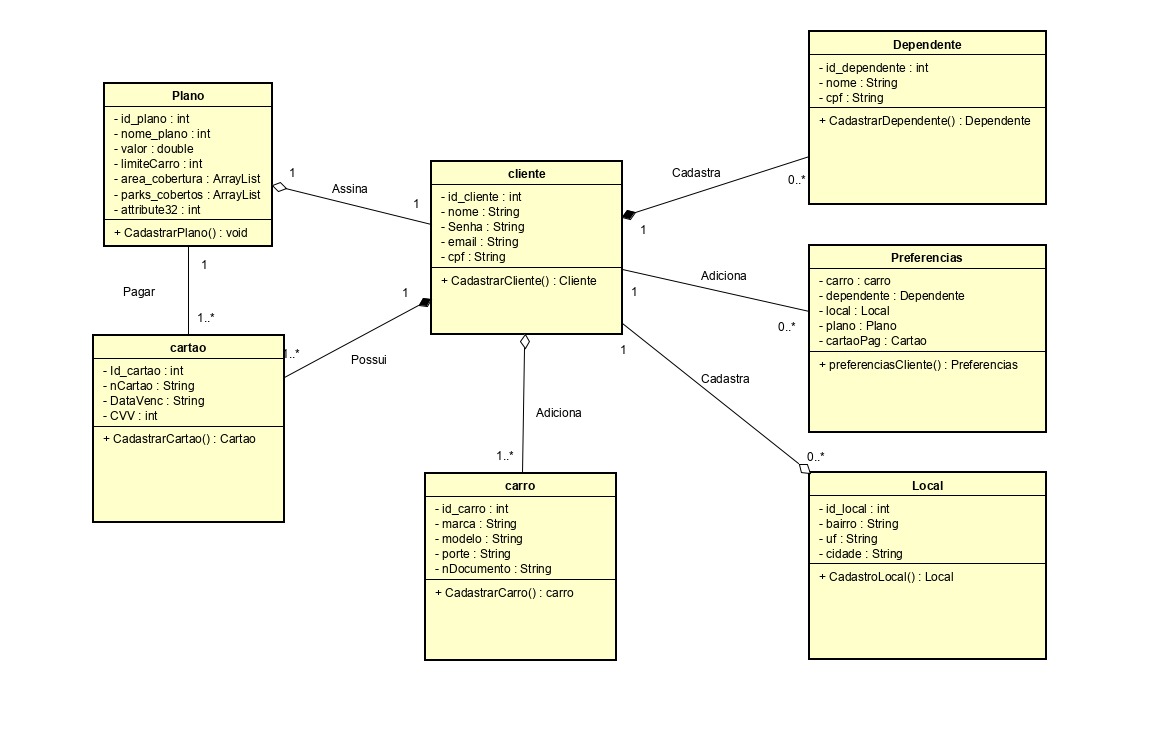 Plano
- id_plano : int
- nome_plano : int
- valor : double
- limiteCarro : int
- area_cobertura : ArrayList
- parks_cobertos : ArrayList
- attribute32 : int
+ CadastrarPlano() : void
1
Assina
1
cliente
- id_cliente : int
- nome : String
- Senha : String
- email : String
- cpf : String
+ CadastrarCliente() : Cliente
Cadastra
1
0..*
Dependente
- id_dependente : int
- nome : String
- cpf : String
+ CadastrarDependente() : Dependente
Adiciona
1
0..*
Preferencias
- carro : carro
- dependente : Dependente
- local : Local
- plano : Plano
- cartaoPag : Cartao
+ preferenciasCliente() : Preferencias
1
Pagar
1..*
cartao
- Id_cartao : int
- nCartao : String
- DataVenc : String
- CVV : int
+ CadastrarCartao() : Cartao
1
Possui
1..*
Adiciona
1..*
carro
- id_carro : int
- marca : String
- modelo : String
- porte : String
- nDocumento : String
+ CadastrarCarro() : carro
1
Cadastra
0..*
Local
- id_local : int
- bairro : String
- uf : String
- cidade : String
+ CadastroLocal() : Local